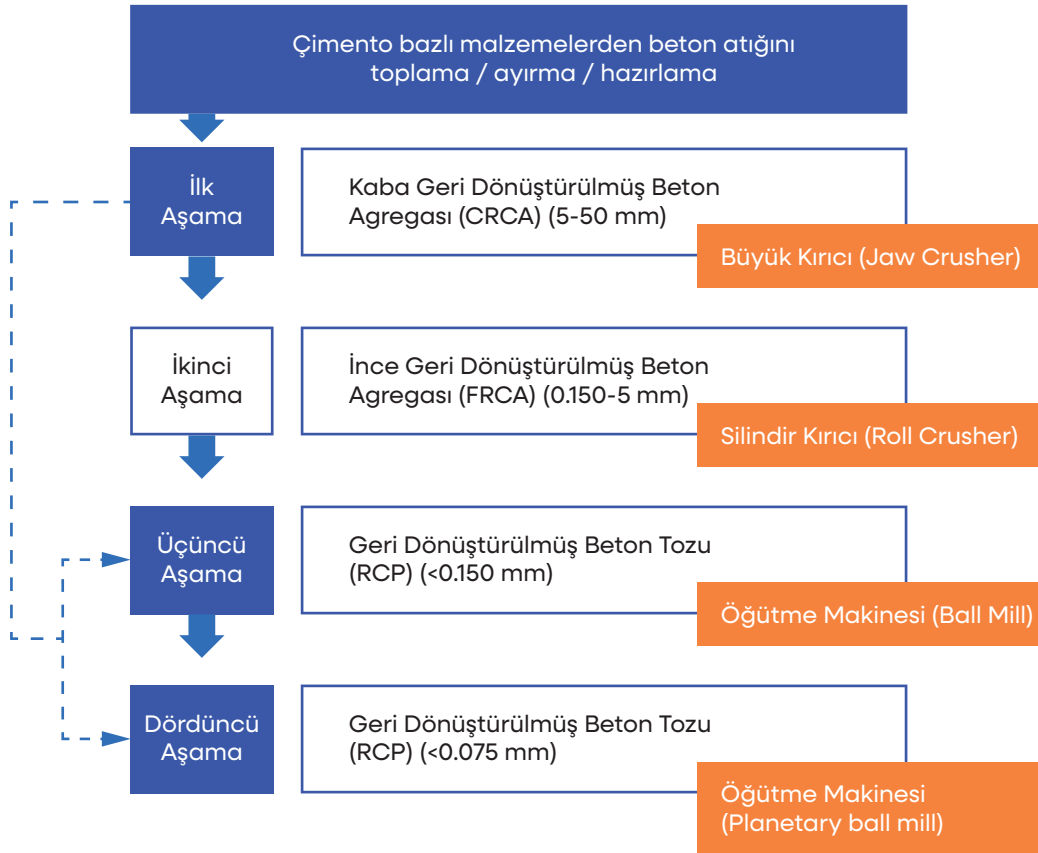 Çimento bazlı malzemelerden beton atığını
toplama / ayırma / hazırlama
İlk
Aşama
Kaba Geri Dönüştürülmüş Beton
Agregası (CRCA) (5-50 mm)
Büyük Kırıcı (Jaw Crusher)
İkinci
Aşama
İnce Geri Dönüştürülmüş Beton
Agregası (FRCA) (0.150-5 mm)
Silindir Kırıcı (Roll Crusher)
Üçüncü
Aşama
Geri Dönüştürülmüş Beton Tozu
(RCP) (<0.150 mm)
Öğütme Makinesi (Ball Mill)
Dördüncü
Aşama
Geri Dönüştürülmüş Beton Tozu
(RCP) (<0.075 mm)
Öğütme Makinesi
(Planetary ball mill)